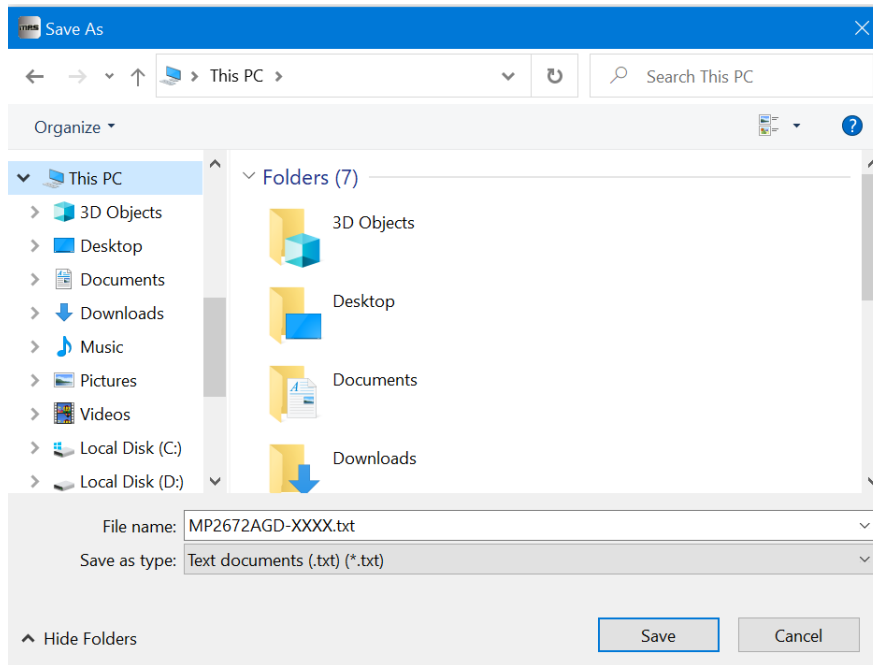 mps Save As
This PC
Search This PC
Organize
?
This PC
3D Objects
Desktop
Documents
Downloads
Music
Pictures
Videos
Local Disk (C:)
Local Disk (D:)
Folders (7)
3D Objects
Desktop
Documents
Downloads
File name: MP2672AGD-XXXX.txt
Save as type: Text documents (.txt) (*.txt)
Hide Folders
Save
Cancel